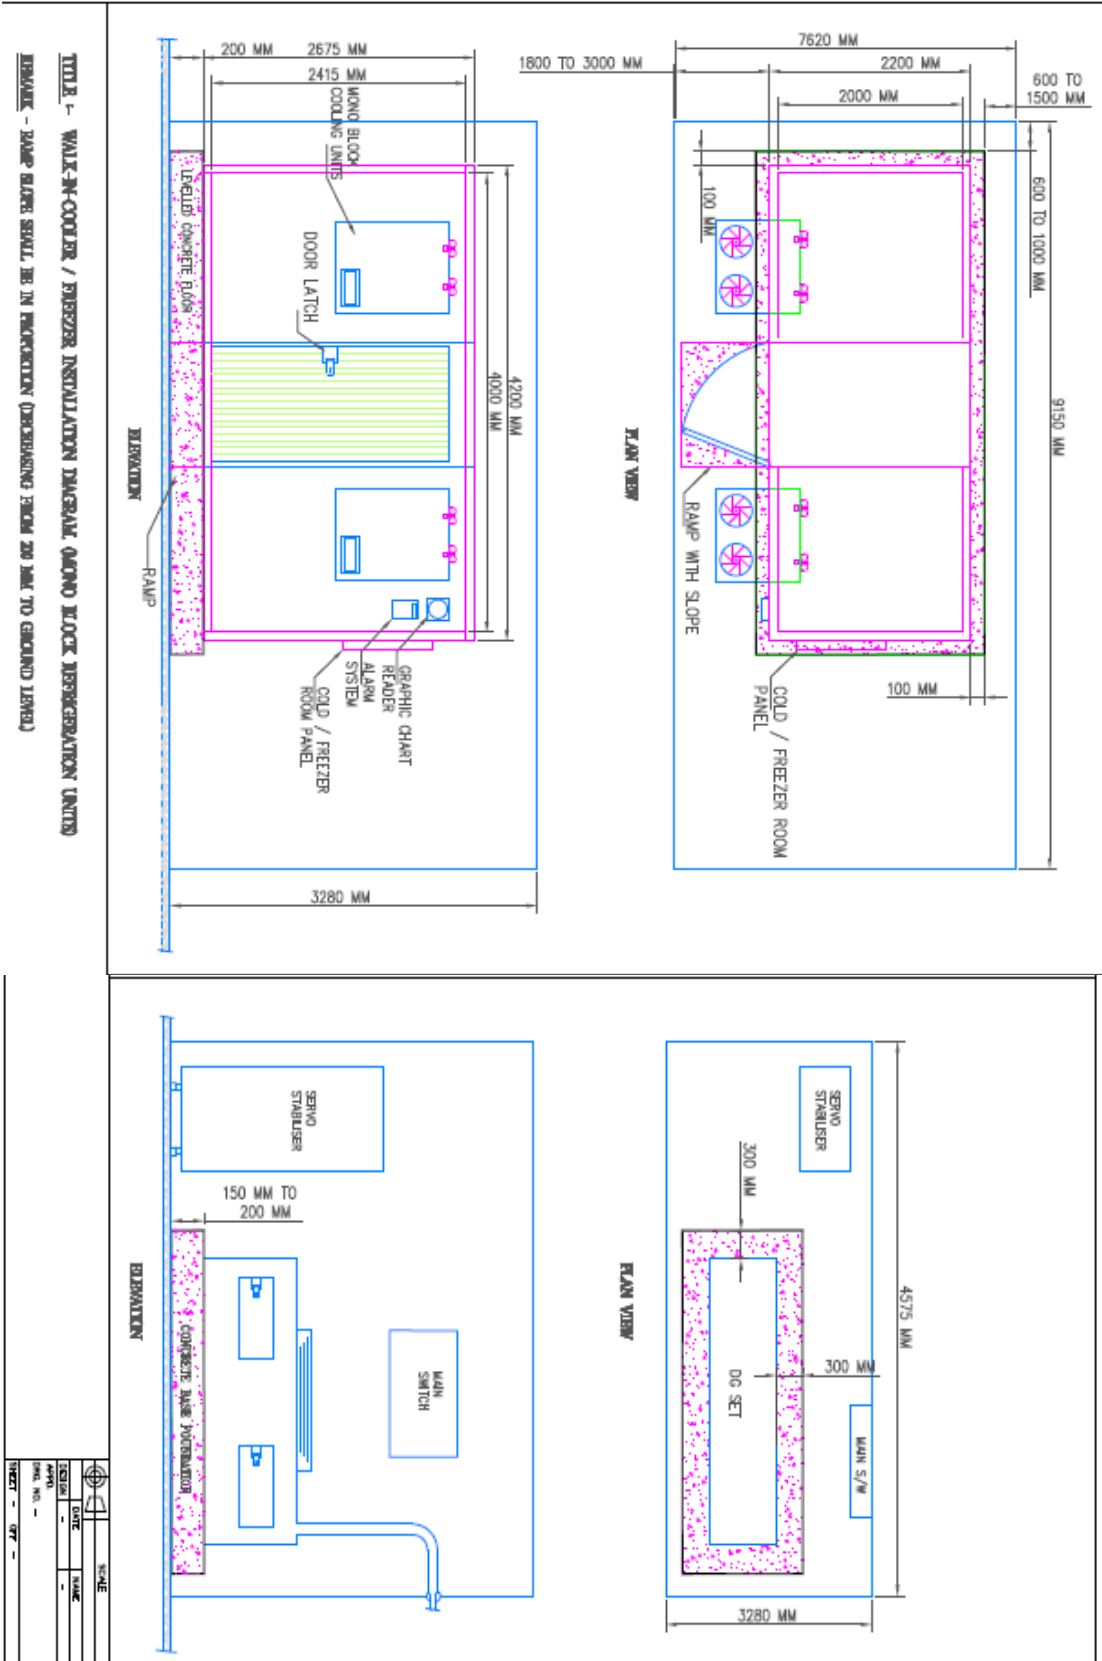 7620 MM
1800 TO 3000 MM
2200 MM
600 TO
1500 MM
2000 MM
100 MM
600 TO 1000 MM
9150 MM
RAMP WITH SLOPE
COLD / FREEZER ROOM
PANEL
100 MM
PLAN VIEW
200 MM
2675 MM
2415 MM
MONO BLOCK
COOLING UNITS
DOOR LATCH
4200 MM
4000 MM
LEVELLED CONCRETE FLOOR
RAMP
GRAPHIC CHART
READER
ALARM
SYSTEM
COLD / FREEZER
ROOM PANEL
3280 MM
ELEVATION
TITLE :- WALK-IN-COOLER / FREEZER INSTALLATION DIAGRAM (MONO BLOCK REFRIGERATION UNITS)
REMARK - RAMP SLOPE SHALL BE IN PROPORTION (DECREASING FROM 20 MM TO GROUND LEVEL)
SERVO
STABILISER
300 MM
4575 MM
300 MM
DG SET
MAIN S/W
3280 MM
PLAN VIEW
SERVO
STABILISER
150 MM TO
200 MM
MAIN
SWITCH
CONCRETE BASE FOUNDATION
ELEVATION
SCALE
DATE
NAME
DESIGN - -
APPD.
DRG. NO. -
SHEET - OFF -